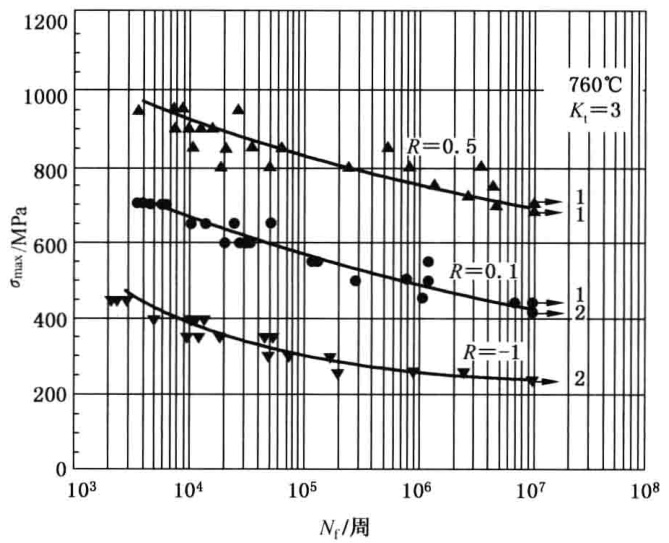 1200
1000
800
600
400
200
0
σmax/MPa
760℃
Kt=3
R=0.5
1
1
R=0.1
1
2
R=-1
2
10³ 10⁴ 10⁵ 10⁶ 10⁷ 10⁸
Nf/周